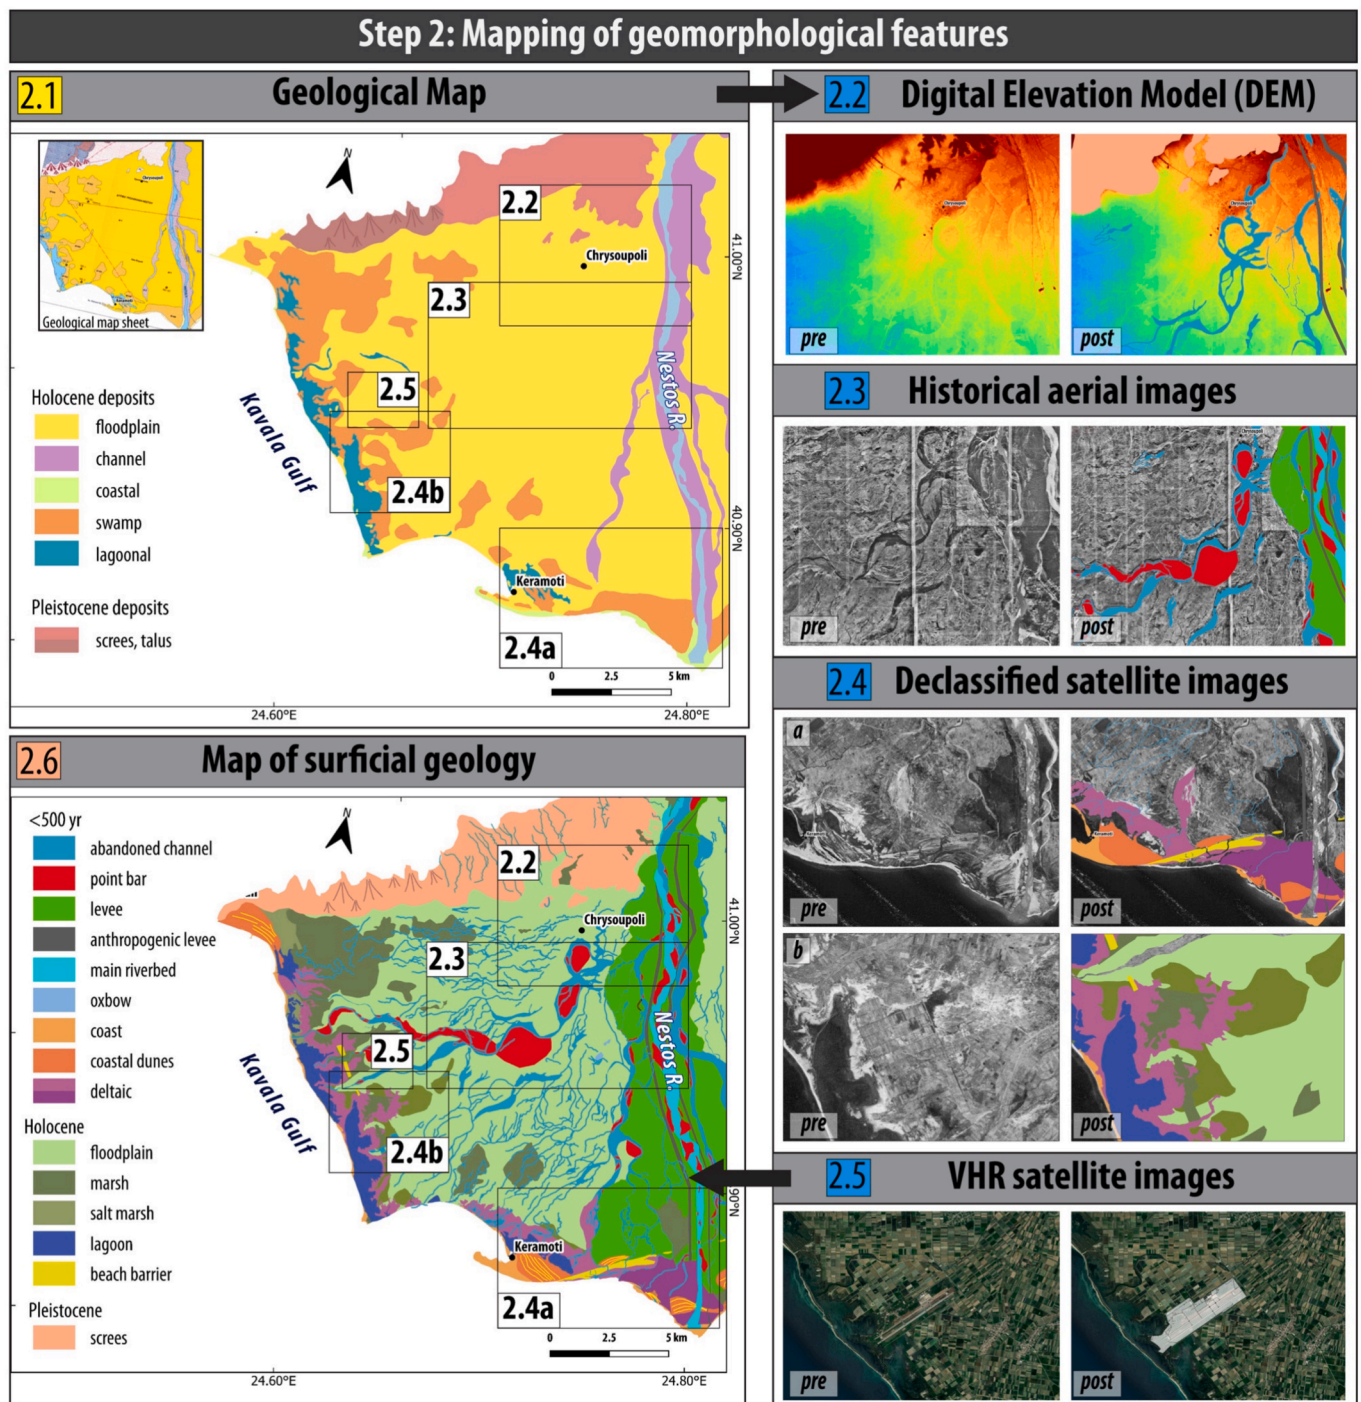 Step 2: Mapping of geomorphological features
2.1
Geological Map
Chrysoupoli
Keramoti
Geological map sheet
N
2.2
Chrysoupoli
2.3
2.5
2.4b
Nestos R.
Kavala Gulf
Keramoti
2.4a
0 2.5 5 km
41.00°N
40.90°N
24.60°E
24.80°E
Holocene deposits
floodplain
channel
coastal
swamp
lagoonal
Pleistocene deposits
screes, talus
2.2
Digital Elevation Model (DEM)
Chrysoupoli
pre
Chrysoupoli
post
2.3
Historical aerial images
pre
Chrysoupoli
post
2.4
Declassified satellite images
a
Keramoti
pre
Keramoti
post
b
pre
post
2.5
VHR satellite images
pre
post
2.6
Map of surficial geology
<500 yr
abandoned channel
point bar
levee
anthropogenic levee
main riverbed
oxbow
coast
coastal dunes
deltaic
Holocene
floodplain
marsh
salt marsh
lagoon
beach barrier
Pleistocene
screes
N
2.2
Chrysoupoli
2.3
2.5
2.4b
Nestos R.
Kavala Gulf
Keramoti
2.4a
0 2.5 5 km
41.00°N
90°N
24.60°E
24.80°E